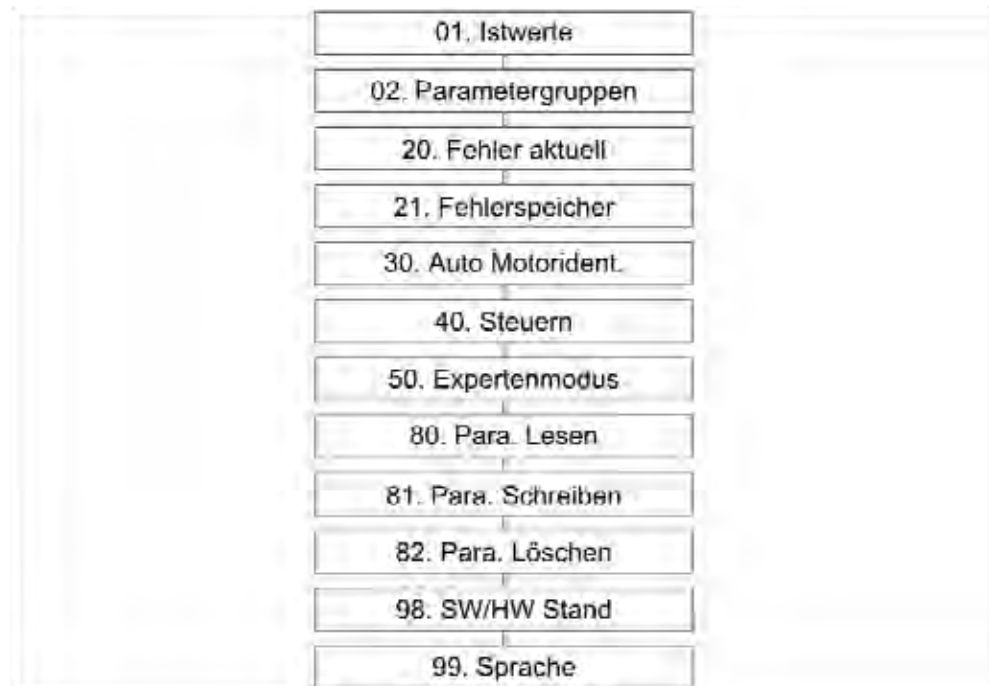 01. Istwerte
02. Parametergruppen
20. Fehler aktuell
21. Fehlerspeicher
30. Auto Motorident.
40. Steuern
50. Expertenmodus
80. Para. Lesen
81. Para. Schreiben
82. Para. Löschen
98. SW/HW Stand
99. Sprache